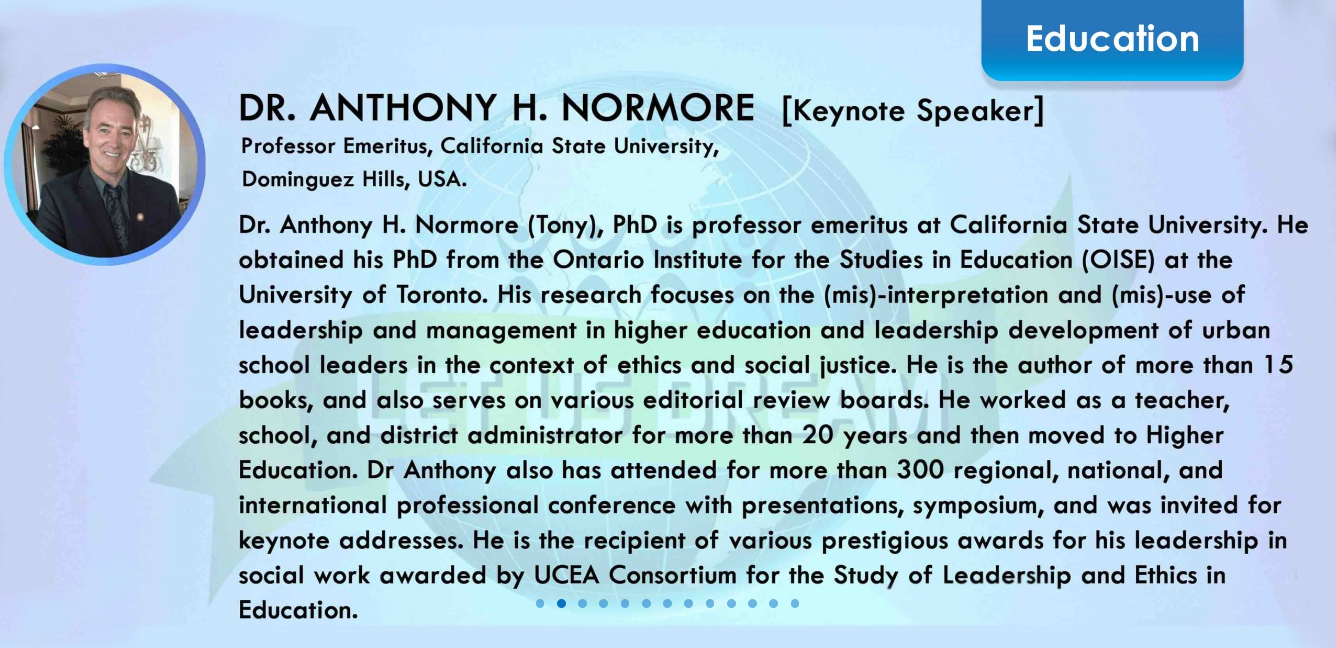 Education
DR. ANTHONY H. NORMORE [Keynote Speaker]
Professor Emeritus, California State University,
Dominguez Hills, USA.
Dr. Anthony H. Normore (Tony), PhD is professor emeritus at California State University. He
obtained his PhD from the Ontario Institute for the Studies in Education (OISE) at the
University of Toronto. His research focuses on the (mis)-interpretation and (mis)-use of
leadership and management in higher education and leadership development of urban
school leaders in the context of ethics and social justice. He is the author of more than 15
books, and also serves on various editorial review boards. He worked as a teacher,
school, and district administrator for more than 20 years and then moved to Higher
Education. Dr Anthony also has attended for more than 300 regional, national, and
international professional conference with presentations, symposium, and was invited for
keynote addresses. He is the recipient of various prestigious awards for his leadership in
social work awarded by UCEA Consortium for the Study of Leadership and Ethics in
Education.
LET US DREAM